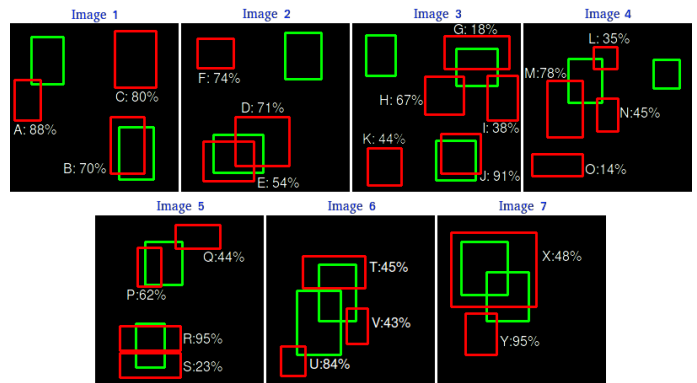 Image 1
Image 2
Image 3
Image 4
A: 88%
B: 70%
C: 80%
F: 74%
D: 71%
E: 54%
G: 18%
H: 67%
I: 38%
K: 44%
J: 91%
L: 35%
M:78%
N:45%
O:14%
Image 5
Image 6
Image 7
Q:44%
P:62%
R:95%
S:23%
T:45%
V:43%
U:84%
X:48%
Y:95%